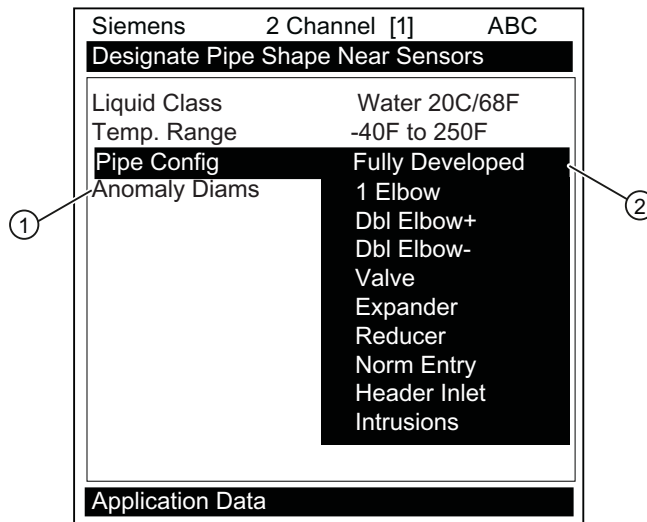 Siemens 2 Channel [1] ABC
Designate Pipe Shape Near Sensors
Liquid Class Water 20C/68F
Temp. Range -40F to 250F
Pipe Config Fully Developed
Anomaly Diams 1 Elbow
Dbl Elbow+
Dbl Elbow-
Valve
Expander
Reducer
Norm Entry
Header Inlet
Intrusions
Application Data
1
2